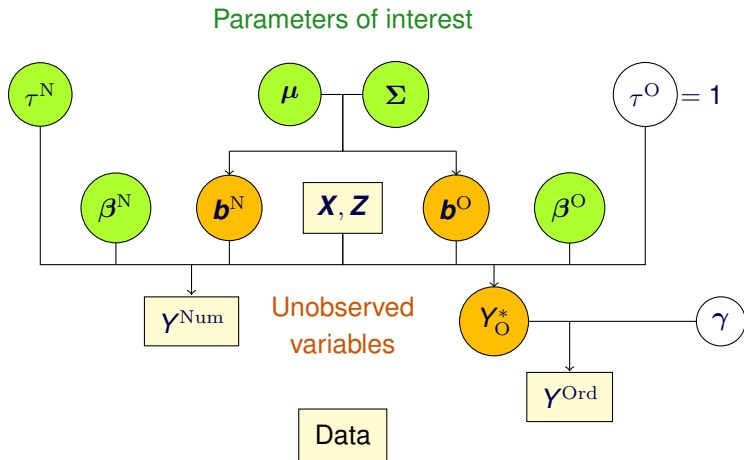 Parameters of interest
τ^N μ Σ τ^O = 1
β^N b^N X, Z b^O β^O
Y^Num Unobserved variables Y^*_O γ
Y^Ord
Data